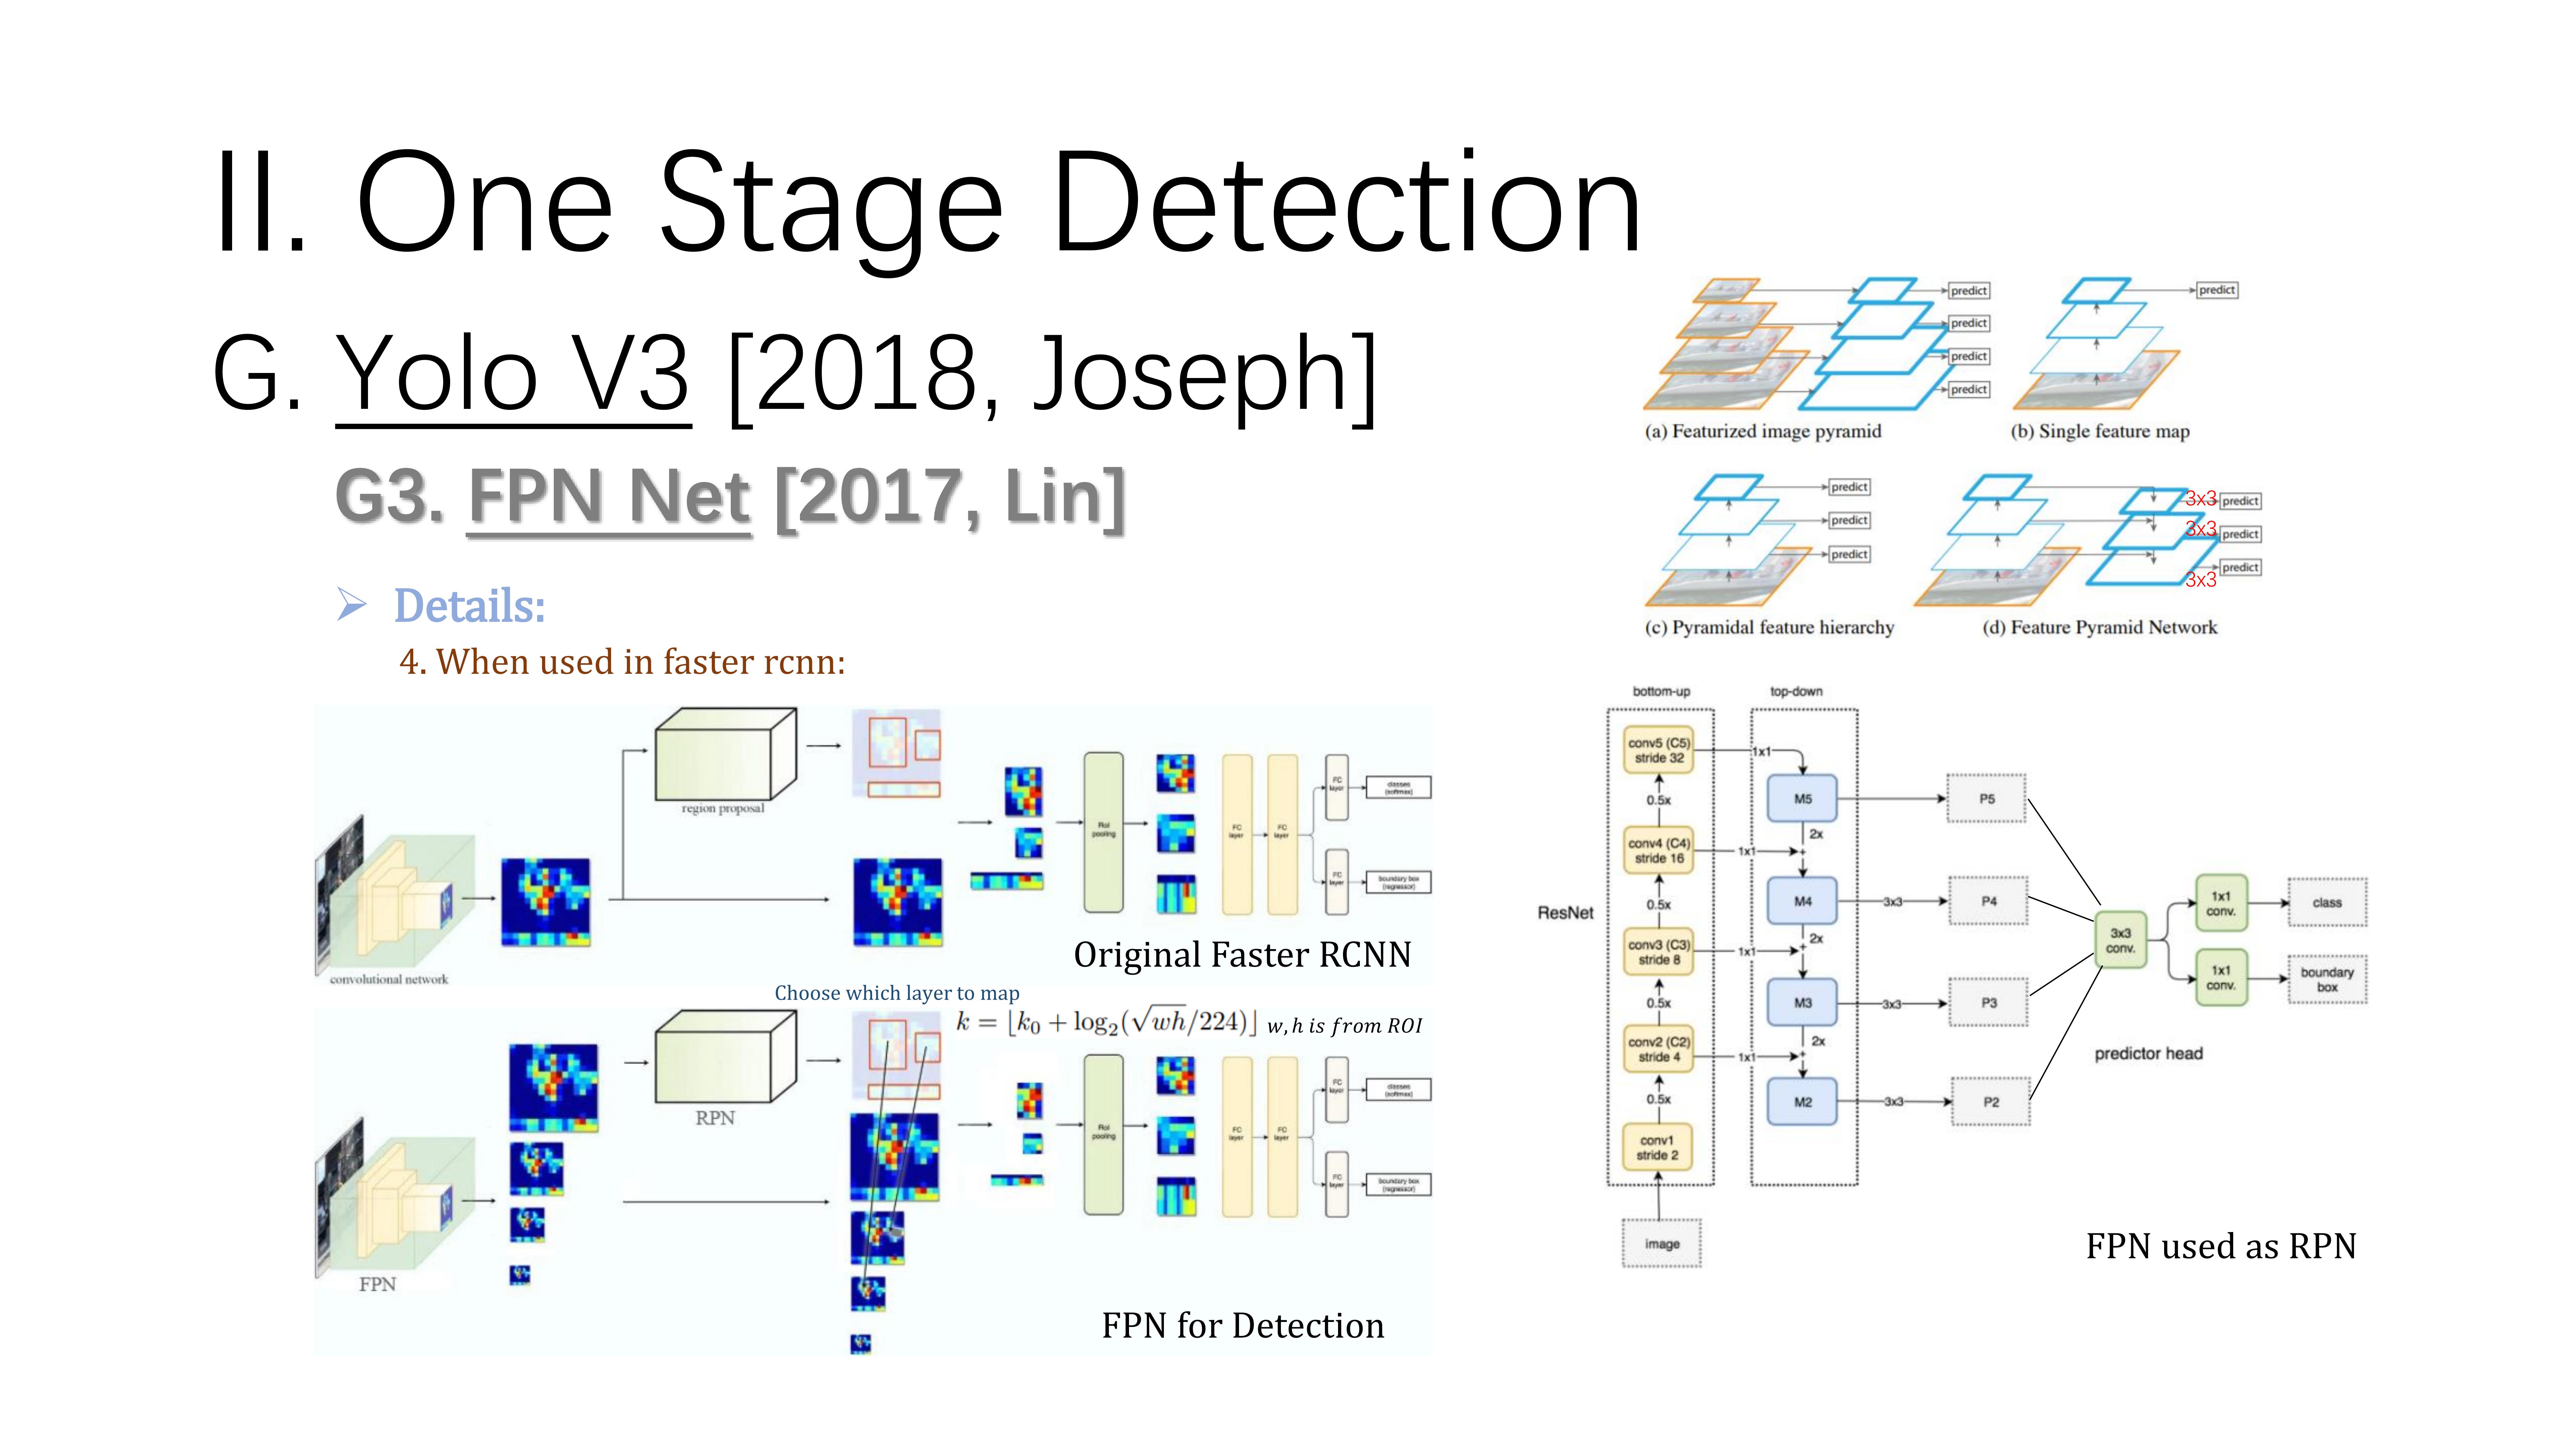 II. One Stage Detection
G. Yolo V3 [2018, Joseph]
G3. FPN Net [2017, Lin]
➢ Details:
4. When used in faster rcnn:
region proposal
convolutional network
RoI pooling
FC layer
FC layer
FC layer
classes (softmax)
FC layer
boundary box (regressor)
Original Faster RCNN
Choose which layer to map
k = ⌊k₀ + log₂(√wh/224)⌋ w, h is from ROI
RPN
FPN
RoI pooling
FC layer
FC layer
FC layer
classes (softmax)
FC layer
boundary box (regressor)
FPN for Detection
predict
predict
predict
predict
(a) Featurized image pyramid
predict
(b) Single feature map
predict
predict
predict
(c) Pyramidal feature hierarchy
3x3 predict
3x3 predict
3x3 predict
(d) Feature Pyramid Network
bottom-up
top-down
ResNet
conv5 (C5)
stride 32
0.5x
conv4 (C4)
stride 16
0.5x
conv3 (C3)
stride 8
0.5x
conv2 (C2)
stride 4
0.5x
conv1
stride 2
image
1x1
1x1
1x1
1x1
M5
2x
+
M4
2x
+
M3
2x
+
M2
3x3
3x3
3x3
P5
P4
P3
P2
3x3
conv.
1x1
conv.
1x1
conv.
class
boundary
box
predictor head
FPN used as RPN